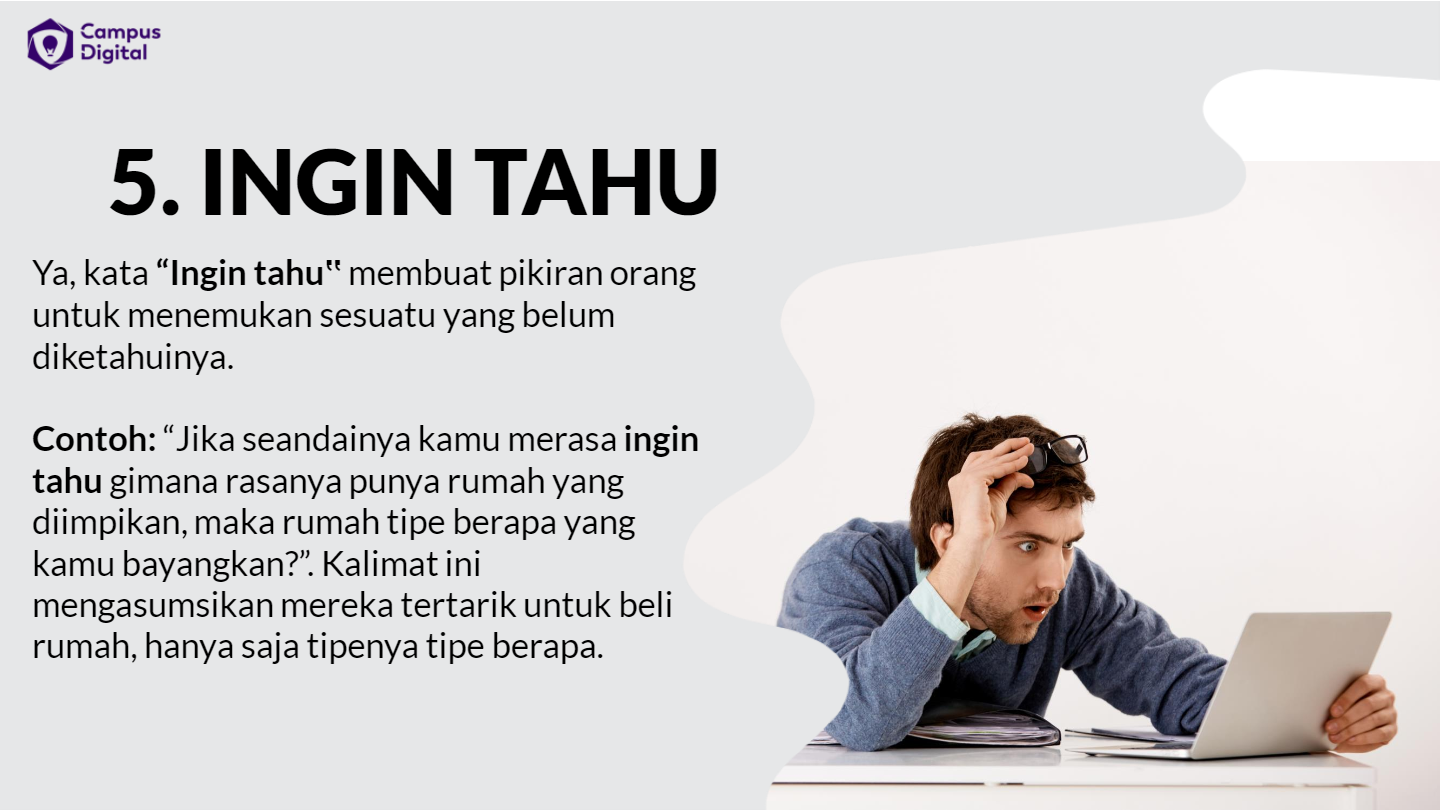 Campus
Digital
5. INGIN TAHU
Ya, kata “Ingin tahu‟ membuat pikiran orang
untuk menemukan sesuatu yang belum
diketahuinya.
Contoh: “Jika seandainya kamu merasa ingin
tahu gimana rasanya punya rumah yang
diimpikan, maka rumah tipe berapa yang
kamu bayangkan?”. Kalimat ini
mengasumsikan mereka tertarik untuk beli
rumah, hanya saja tipenya tipe berapa.